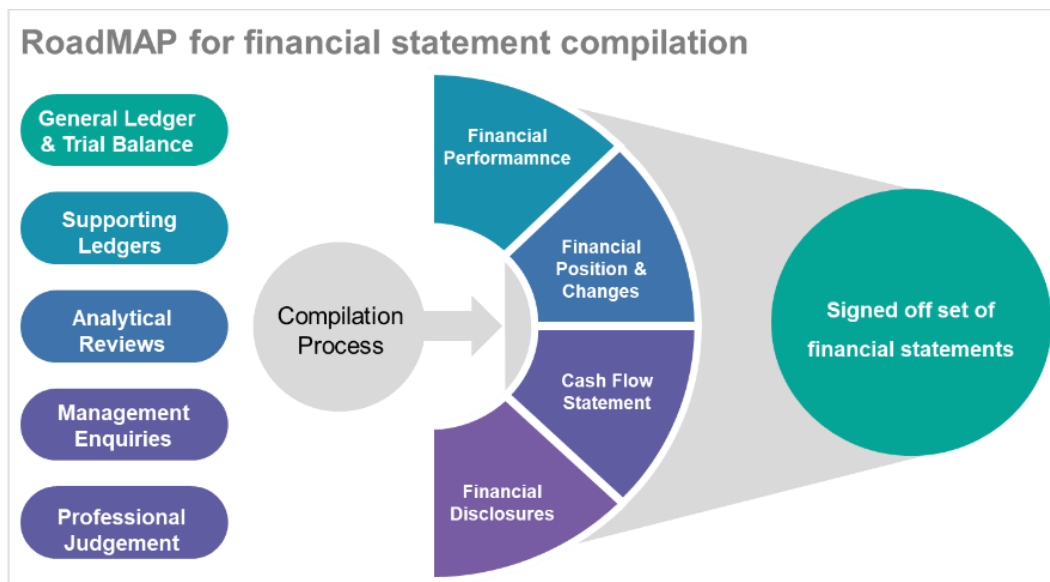 RoadMAP for financial statement compilation
General Ledger
& Trial Balance
Supporting
Ledgers
Analytical
Reviews
Management
Enquiries
Professional
Judgement
Compilation
Process
Financial
Performamnce
Financial
Position &
Changes
Cash Flow
Statement
Financial
Disclosures
Signed off set of
financial statements